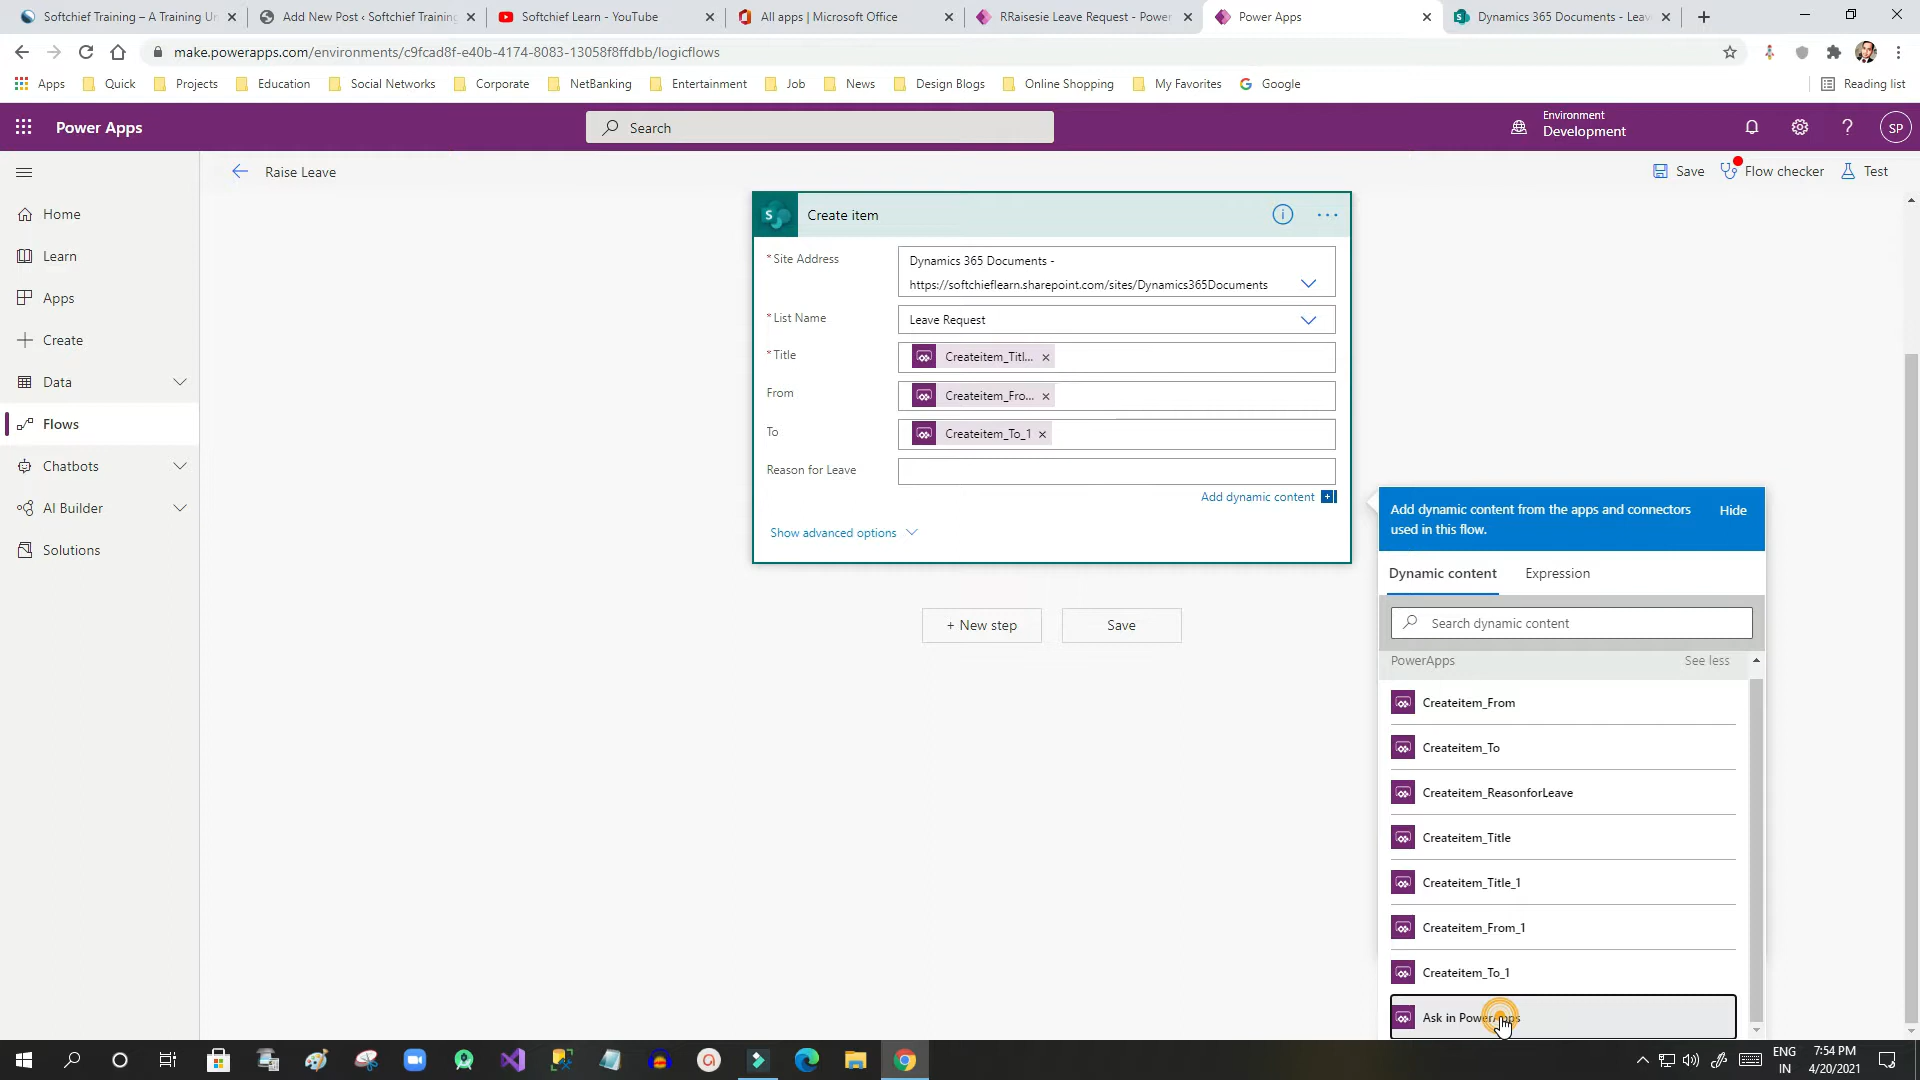 Softchief Training – A Training Un
Add New Post ‹ Softchief Training
Softchief Learn - YouTube
All apps | Microsoft Office
RRaisesie Leave Request - Power
Power Apps
Dynamics 365 Documents - Leav
make.powerapps.com/environments/c9fcad8f-e40b-4174-8083-13058f8ffdbb/logicflows
Apps
Quick
Projects
Education
Social Networks
Corporate
NetBanking
Entertainment
Job
News
Design Blogs
Online Shopping
My Favorites
Google
Reading list
Power Apps
Search
Environment
Development
SP
Raise Leave
Save
Flow checker
Test
Home
Learn
Apps
Create
Data
Flows
Chatbots
AI Builder
Solutions
Create item
* Site Address
Dynamics 365 Documents -
https://softchieflearn.sharepoint.com/sites/Dynamics365Documents
* List Name
Leave Request
* Title
Createitem_Titl...
From
Createitem_Fro...
To
Createitem_To_1
Reason for Leave
Add dynamic content
Show advanced options
+ New step
Save
Add dynamic content from the apps and connectors
used in this flow.
Hide
Dynamic content
Expression
Search dynamic content
PowerApps
See less
Createitem_From
Createitem_To
Createitem_ReasonforLeave
Createitem_Title
Createitem_Title_1
Createitem_From_1
Createitem_To_1
Ask in PowerApps
ENG
IN
7:54 PM
4/20/2021